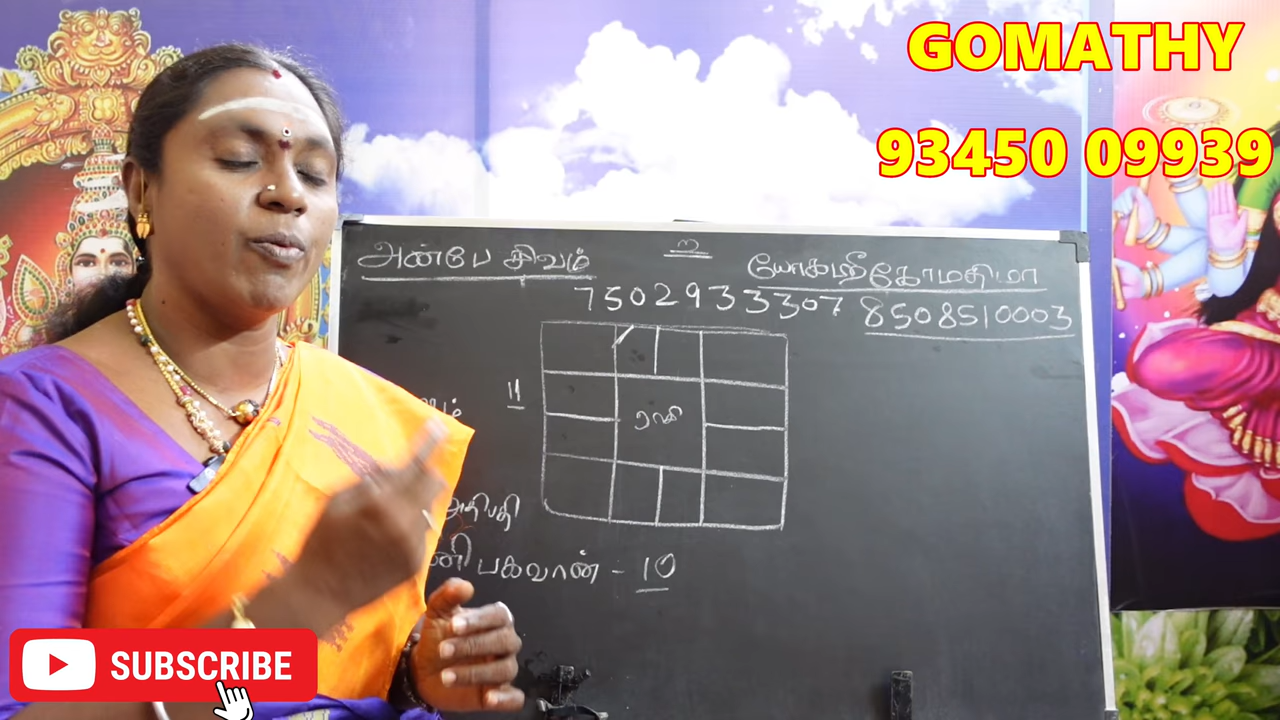 GOMATHY
93450 09939
அன்பே சிவம்
உ
யோகஸ்ரீ கோமதிமா
7502933307 8508510003
11
ராசி
அதிபதி
பகவான் - 10
SUBSCRIBE